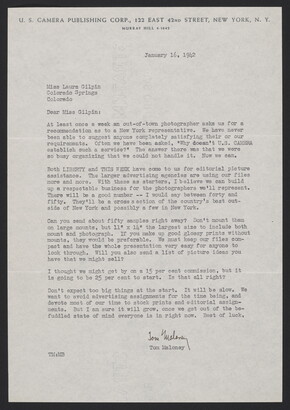 U. S. CAMERA PUBLISHING CORP., 122 EAST 42ND STREET, NEW YORK, N. Y.
MURRAY HILL
January 16, 1942
Miss Laura Gilpin
Colorado Springs
Colorado
Dear Miss Gilpin:
At least once a week an out-of-town photographer asks us for a
recommendation as to a New York representative. We have never
been able to suggest anyone completely satisfying their or our
requirements. Often we have been asked, "Why doesn't U.S. CAMERA
establish such a service?" The answer there was that we were
so busy organizing that we could not handle it. Now we can.
Both LIBERTY and THIS WEEK have come to us for editorial picture
assistance. The larger advertising agencies are using our files
more and more. With these as starters, I believe we can build
up a respectable business for the photographers we'll represent.
There will be a good number -- I would say between forty and
fifty. They'll be a cross section of the country's best out-
side of New York and possibly a few in New York.
Can you send about fifty samples right away? Don't mount them
on large mounts, but 11" x 14" the largest size to include both
mount and photograph. If you make so good glossy prints without
mounts, they would be preferable. We must keep our files com-
pact and have the whole presentation very easy for anyone to
look through. Will you also send a list of picture ideas you
have that we might sell?
I thought we might get by on a 15 per cent commission, but it
is going to be 25 per cent to start. Is that all right?
Don't expect too big things at the start. It will be slow. We
want to avoid advertising assignments for the time being, and
devote most of our time to stock prints and editorial assign-
ments. But I am sure it will grow, once we get out of the be-
fuddled state of mind everyone is in right now. Best of luck.
Tom Maloney
Tom Maloney
TM:MD